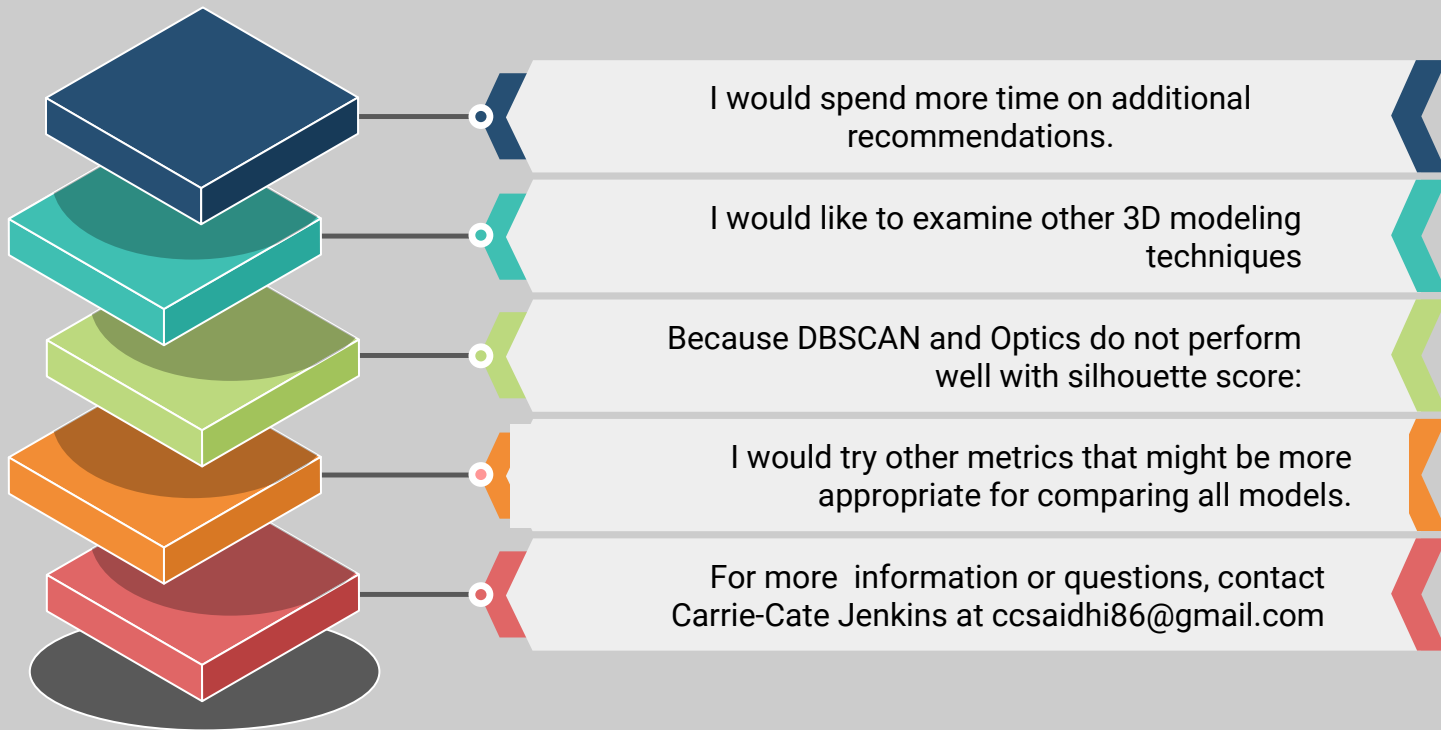 I would spend more time on additional
recommendations.
I would like to examine other 3D modeling
techniques
Because DBSCAN and Optics do not perform
well with silhouette score:
I would try other metrics that might be more
appropriate for comparing all models.
For more  information or questions, contact
Carrie-Cate Jenkins at ccsaidhi86@gmail.com